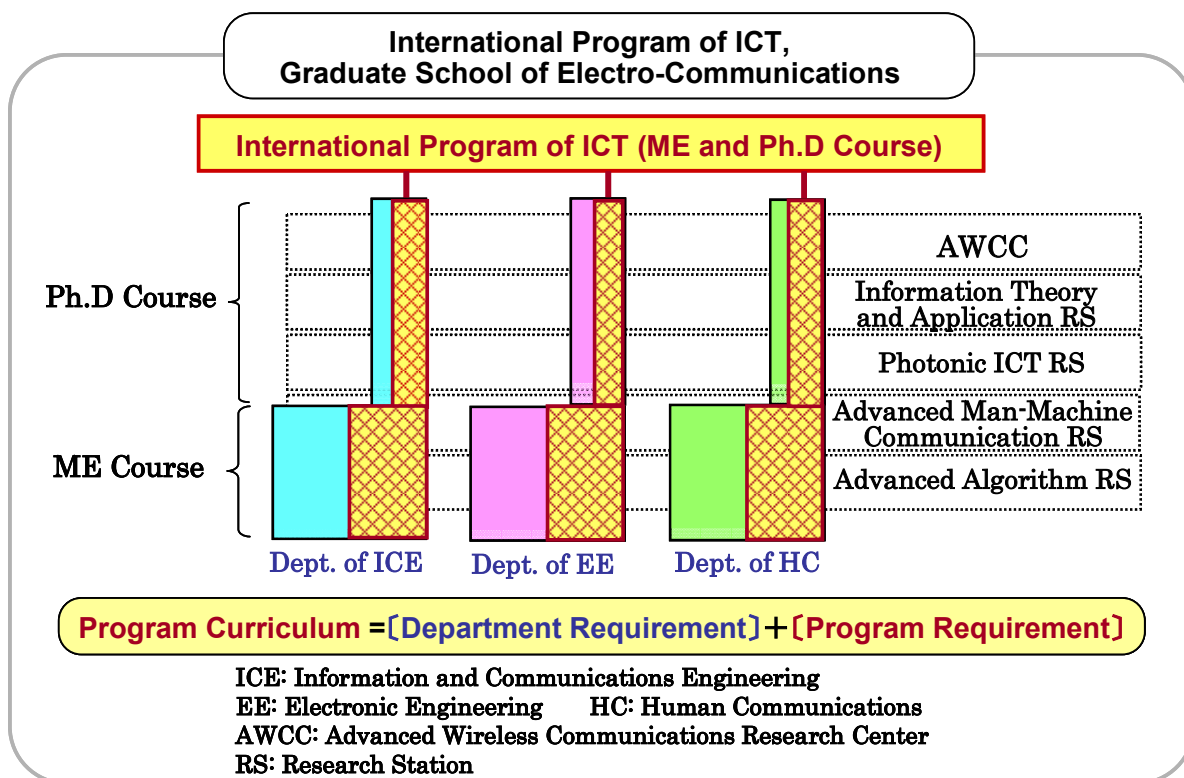 International Program of ICT,
Graduate School of Electro-Communications
International Program of ICT (ME and Ph.D Course)
Ph.D Course
AWCC
Information Theory
and Application RS
Photonic ICT RS
ME Course
Advanced Man-Machine
Communication RS
Advanced Algorithm RS
Dept. of ICE
Dept. of EE
Dept. of HC
Program Curriculum =〔Department Requirement〕+〔Program Requirement〕
ICE: Information and Communications Engineering
EE: Electronic Engineering HC: Human Communications
AWCC: Advanced Wireless Communications Research Center
RS: Research Station